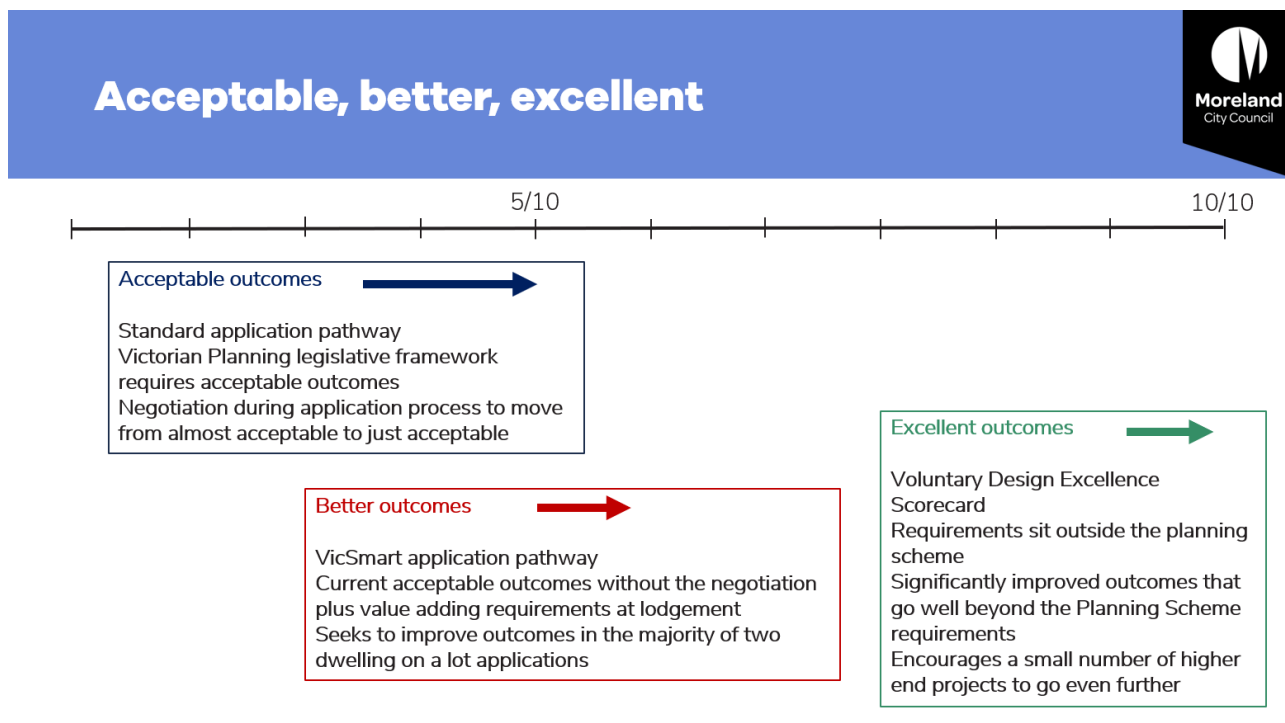 Acceptable, better, excellent
Moreland
City Council
5/10
10/10
Acceptable outcomes
Standard application pathway
Victorian Planning legislative framework
requires acceptable outcomes
Negotiation during application process to move
from almost acceptable to just acceptable
Better outcomes
VicSmart application pathway
Current acceptable outcomes without the negotiation
plus value adding requirements at lodgement
Seeks to improve outcomes in the majority of two
dwelling on a lot applications
Excellent outcomes
Voluntary Design Excellence
Scorecard
Requirements sit outside the planning
scheme
Significantly improved outcomes that
go well beyond the Planning Scheme
requirements
Encourages a small number of higher
end projects to go even further